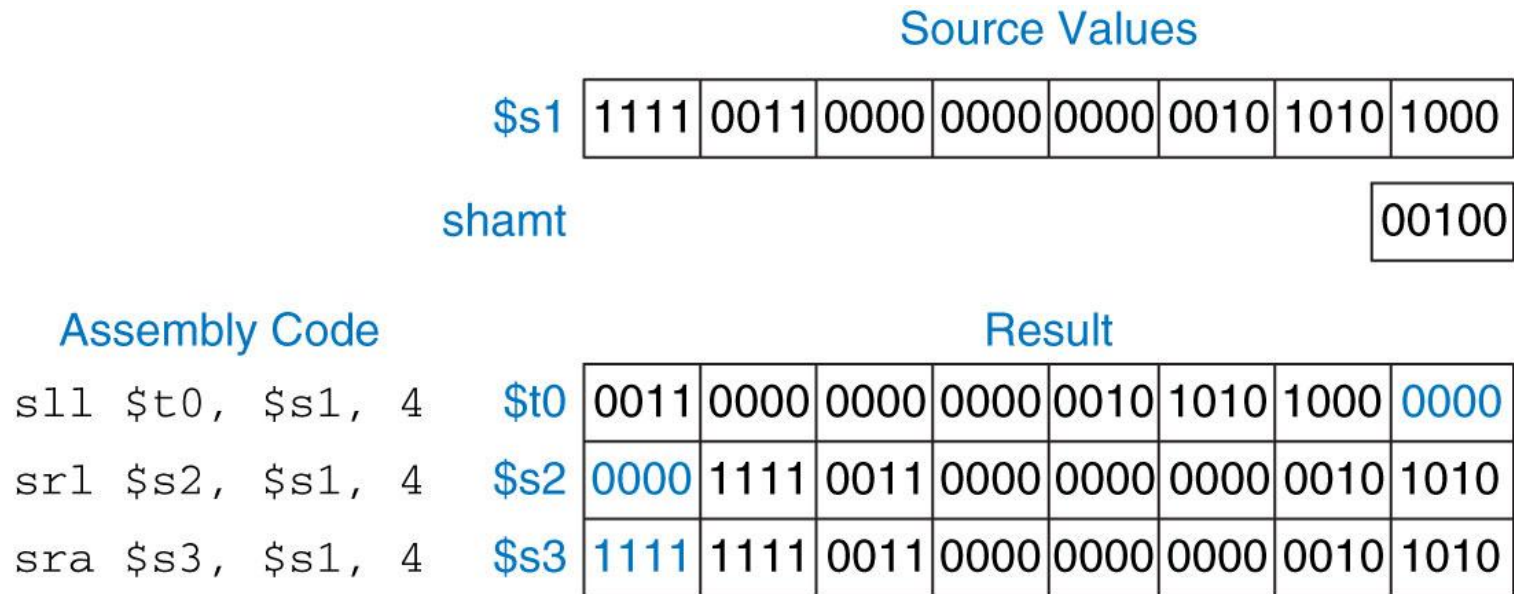 Source Values
$s1 1111 0011 0000 0000 0000 0010 1010 1000
shamt 00100
Assembly Code Result
sll $t0, $s1, 4 $t0 0011 0000 0000 0000 0010 1010 1000 0000
srl $s2, $s1, 4 $s2 0000 1111 0011 0000 0000 0000 0010 1010
sra $s3, $s1, 4 $s3 1111 1111 0011 0000 0000 0000 0010 1010